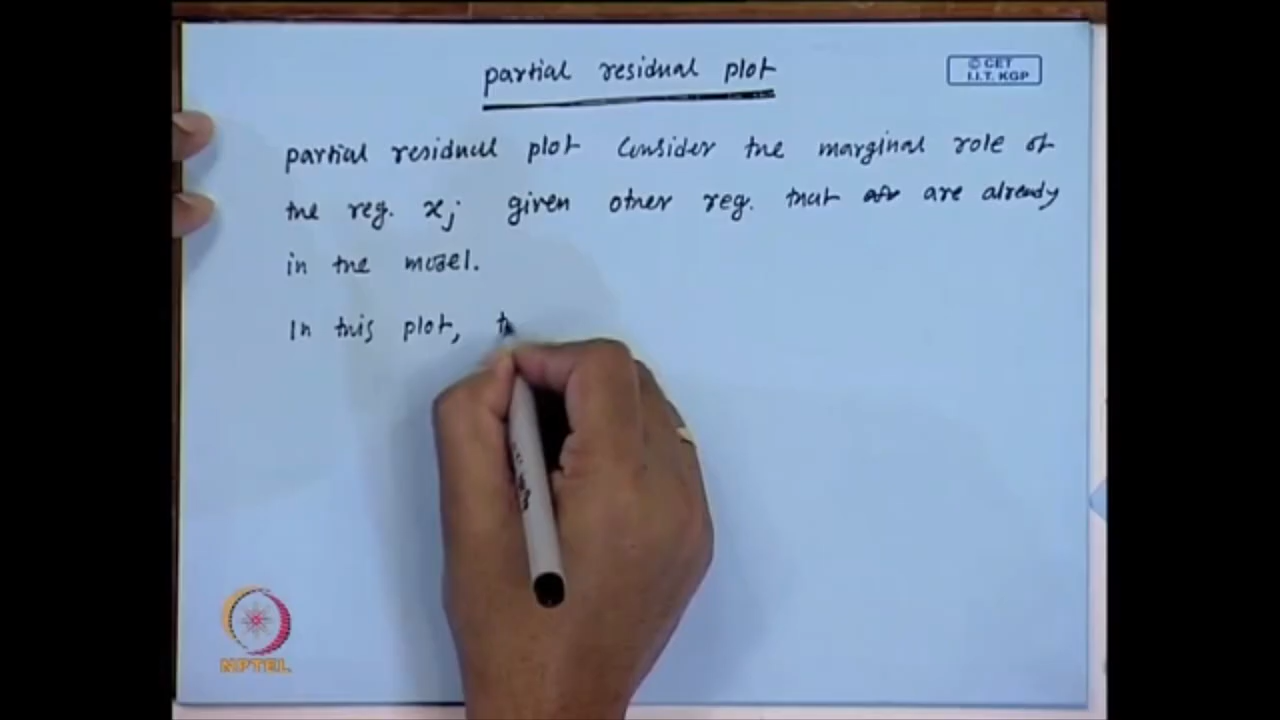 partial residual plot
© CET
I.I.T. KGP
partial residual plot consider the marginal role of
the reg. xj given other reg. that are already
in the model.
In this plot, t
NPTEL